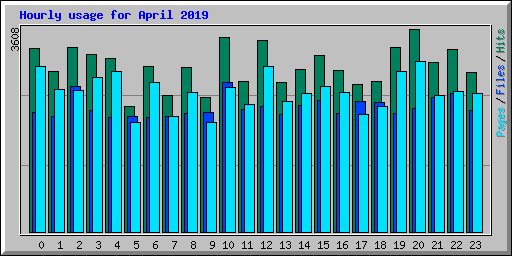 Hourly usage for April 2019
3608
Pages / Files / Hits
0 1 2 3 4 5 6 7 8 9 10 11 12 13 14 15 16 17 18 19 20 21 22 23